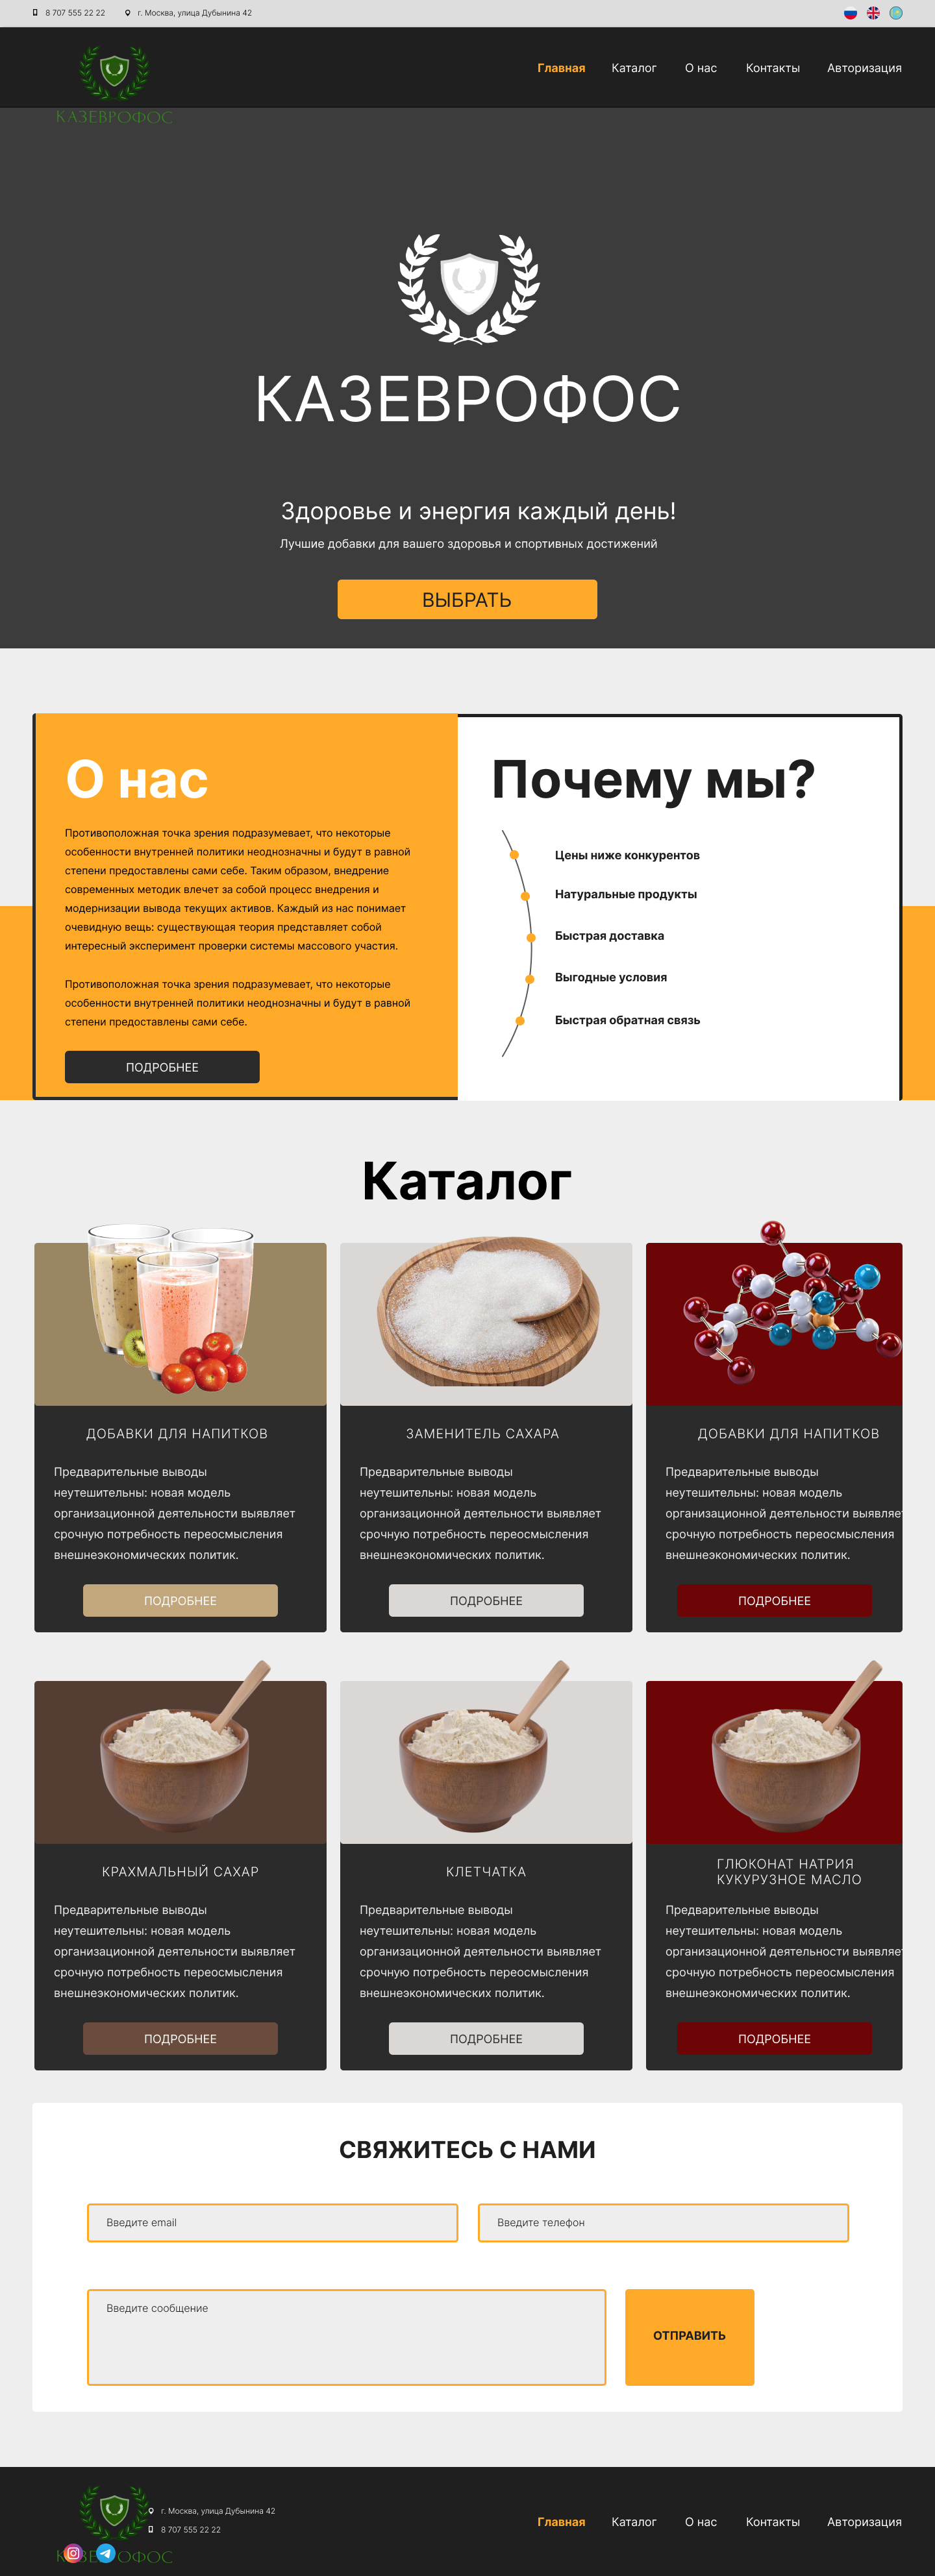 8 707 555 22 22 г. Москва, улица Дубынина 42
Главная Каталог О нас Контакты Авторизация
КАЗЕВРОФОС
КАЗЕВРОФОС
Здоровье и энергия каждый день!
Лучшие добавки для вашего здоровья и спортивных достижений
ВЫБРАТЬ
О нас
Противоположная точка зрения подразумевает, что некоторые
особенности внутренней политики неоднозначны и будут в равной
степени предоставлены сами себе. Таким образом, внедрение
современных методик влечет за собой процесс внедрения и
модернизации вывода текущих активов. Каждый из нас понимает
очевидную вещь: существующая теория представляет собой
интересный эксперимент проверки системы массового участия.
Противоположная точка зрения подразумевает, что некоторые
особенности внутренней политики неоднозначны и будут в равной
степени предоставлены сами себе.
ПОДРОБНЕЕ
Почему мы?
Цены ниже конкурентов
Натуральные продукты
Быстрая доставка
Выгодные условия
Быстрая обратная связь
Каталог
ДОБАВКИ ДЛЯ НАПИТКОВ
Предварительные выводы
неутешительны: новая модель
организационной деятельности выявляет
срочную потребность переосмысления
внешнеэкономических политик.
ПОДРОБНЕЕ
ЗАМЕНИТЕЛЬ САХАРА
Предварительные выводы
неутешительны: новая модель
организационной деятельности выявляет
срочную потребность переосмысления
внешнеэкономических политик.
ПОДРОБНЕЕ
ДОБАВКИ ДЛЯ НАПИТКОВ
Предварительные выводы
неутешительны: новая модель
организационной деятельности выявляет
срочную потребность переосмысления
внешнеэкономических политик.
ПОДРОБНЕЕ
КРАХМАЛЬНЫЙ САХАР
Предварительные выводы
неутешительны: новая модель
организационной деятельности выявляет
срочную потребность переосмысления
внешнеэкономических политик.
ПОДРОБНЕЕ
КЛЕТЧАТКА
Предварительные выводы
неутешительны: новая модель
организационной деятельности выявляет
срочную потребность переосмысления
внешнеэкономических политик.
ПОДРОБНЕЕ
ГЛЮКОНАТ НАТРИЯ
КУКУРУЗНОЕ МАСЛО
Предварительные выводы
неутешительны: новая модель
организационной деятельности выявляет
срочную потребность переосмысления
внешнеэкономических политик.
ПОДРОБНЕЕ
СВЯЖИТЕСЬ С НАМИ
Введите email
Введите телефон
Введите сообщение
ОТПРАВИТЬ
г. Москва, улица Дубынина 42
8 707 555 22 22
Главная Каталог О нас Контакты Авторизация